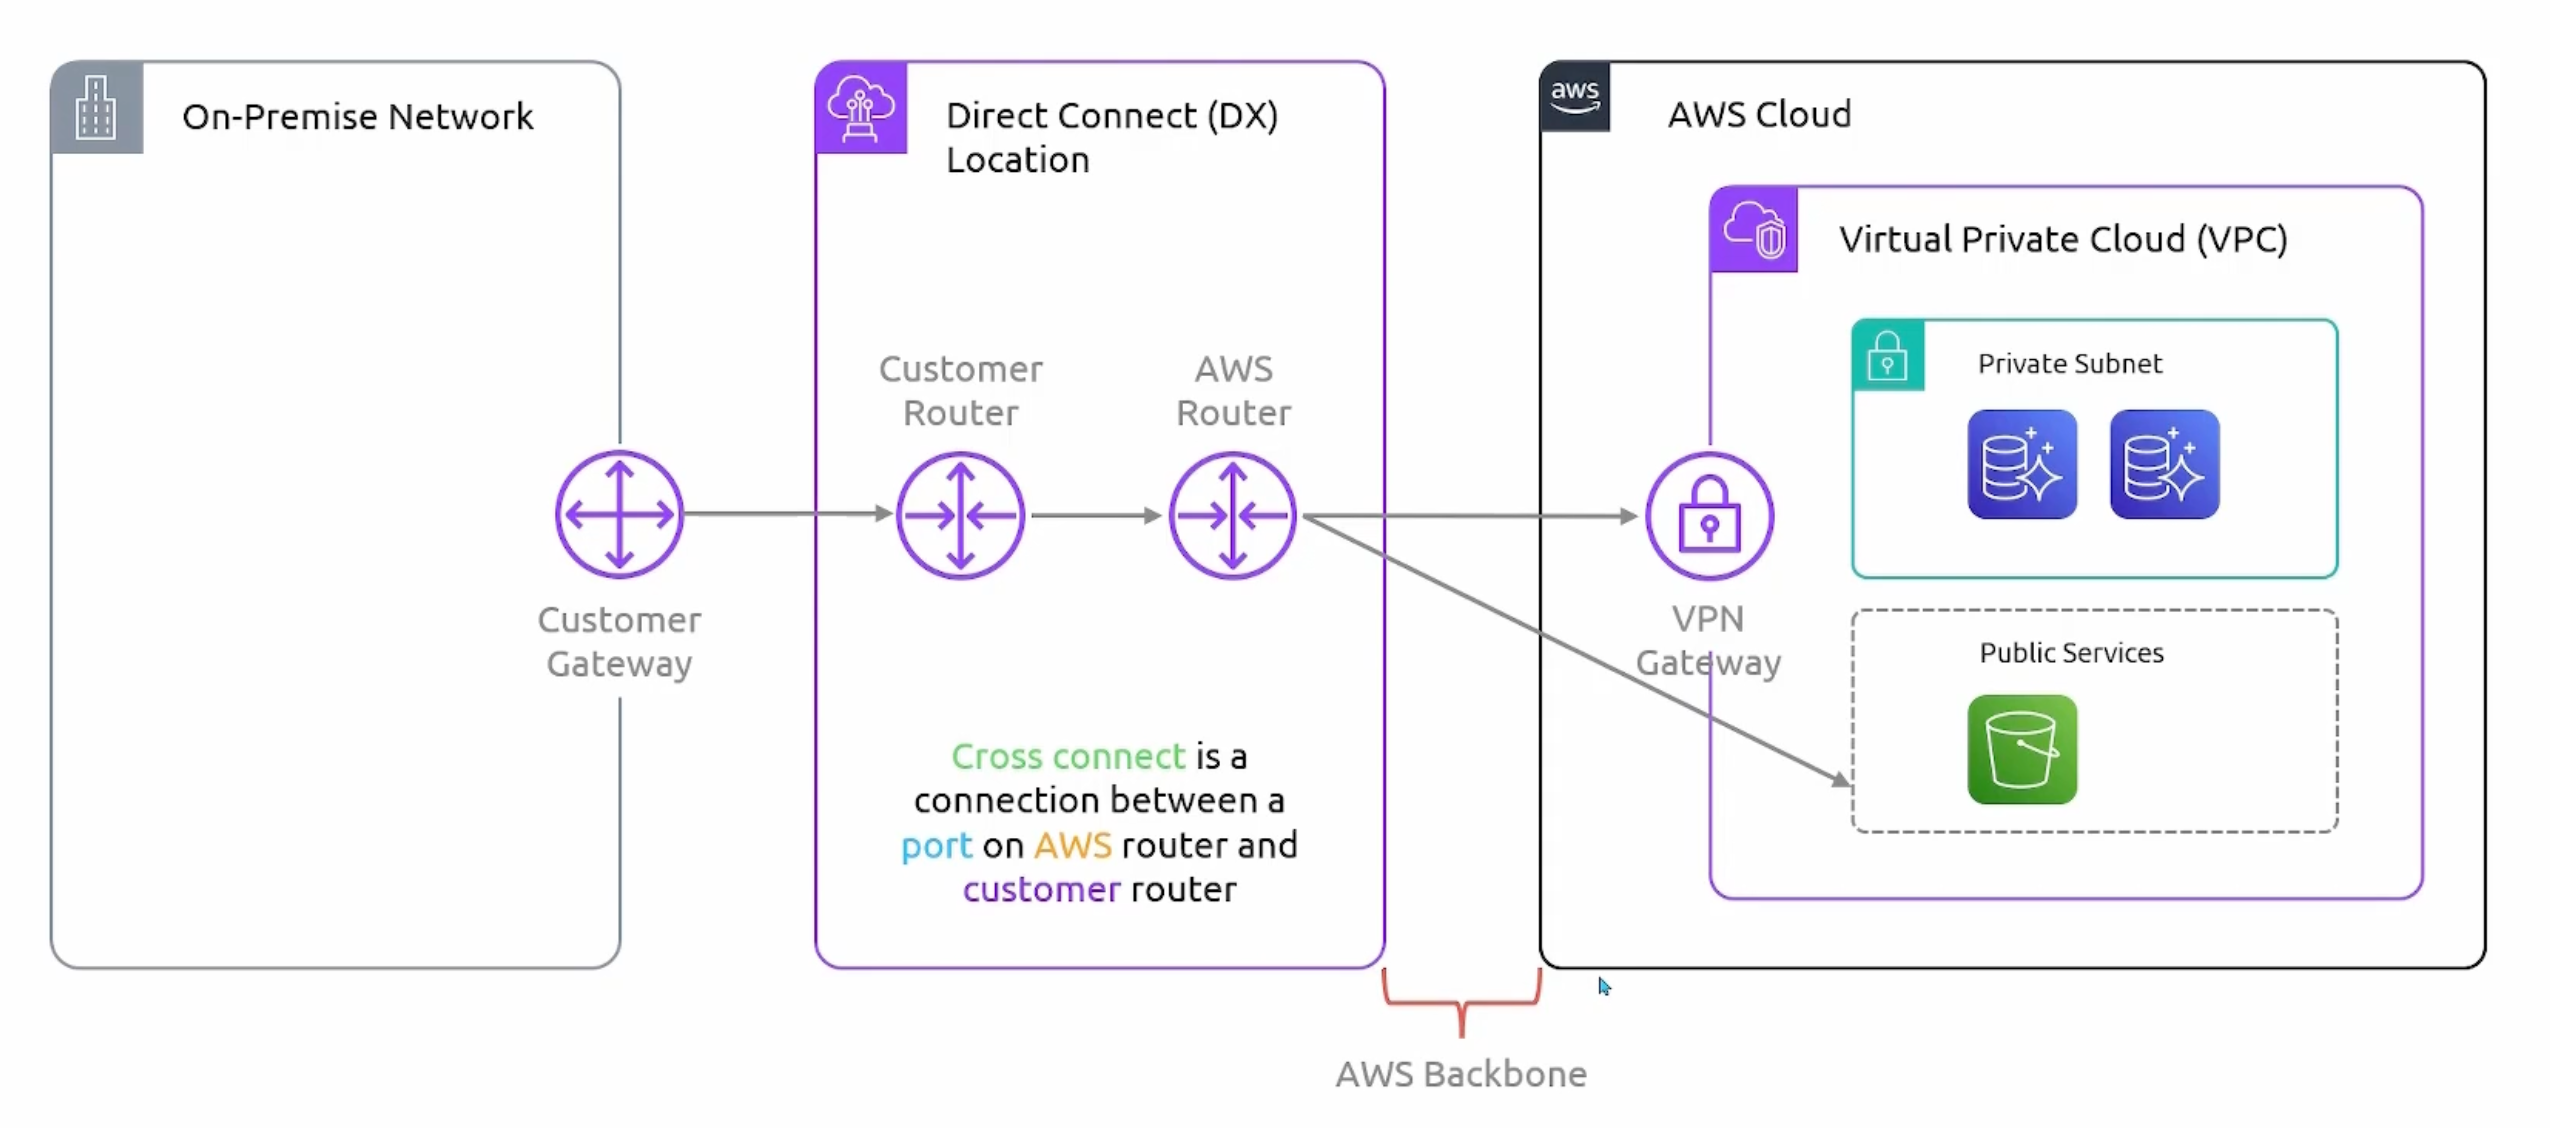 On-Premise Network
Direct Connect (DX)
Location
aws
AWS Cloud
Virtual Private Cloud (VPC)
Private Subnet
Customer
Router
AWS
Router
Customer
Gateway
VPN
Gateway
Public Services
Cross connect is a
connection between a
port on AWS router and
customer router
AWS Backbone